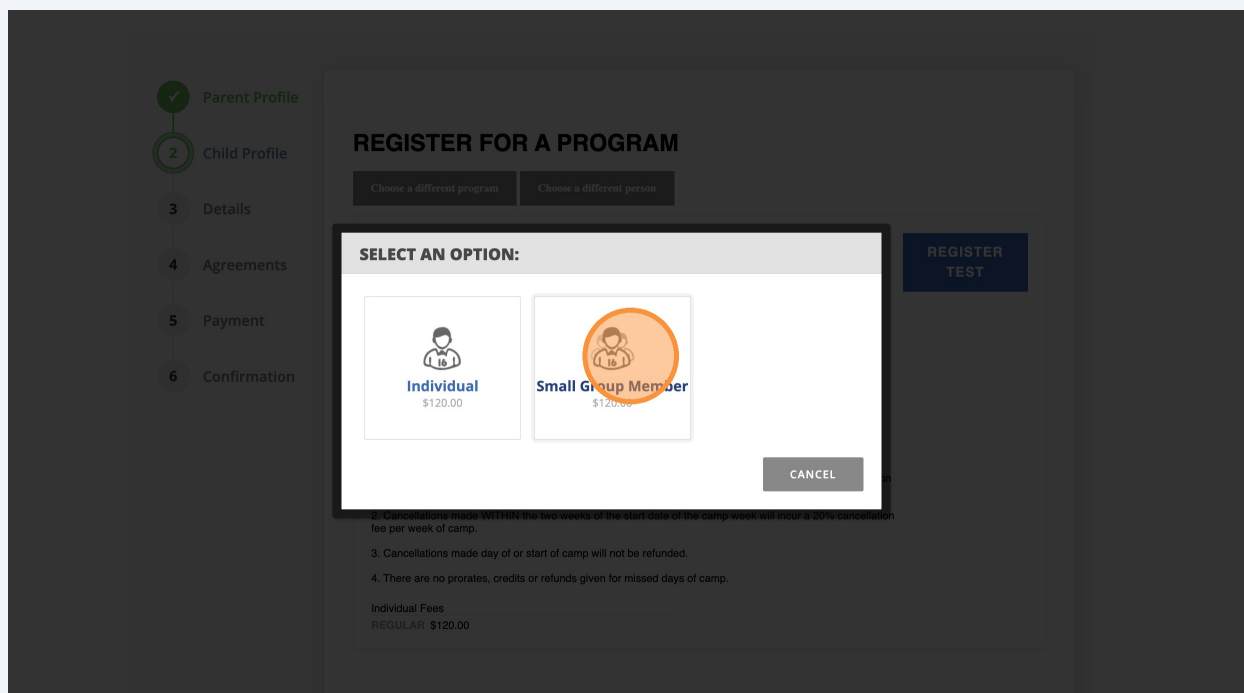 Parent Profile
2 Child Profile
3 Details
4 Agreements
5 Payment
6 Confirmation
REGISTER FOR A PROGRAM
Choose a different program
Choose a different person
REGISTER
TEST
SELECT AN OPTION:
16
Individual
$120.00
16
Small Group Member
$120.00
CANCEL
on
2. Cancellations made WITHIN the two weeks of the start date of the camp week will incur a 20% cancellation
fee per week of camp.
3. Cancellations made day of or start of camp will not be refunded.
4. There are no prorates, credits or refunds given for missed days of camp.
Individual Fees
REGULAR $120.00